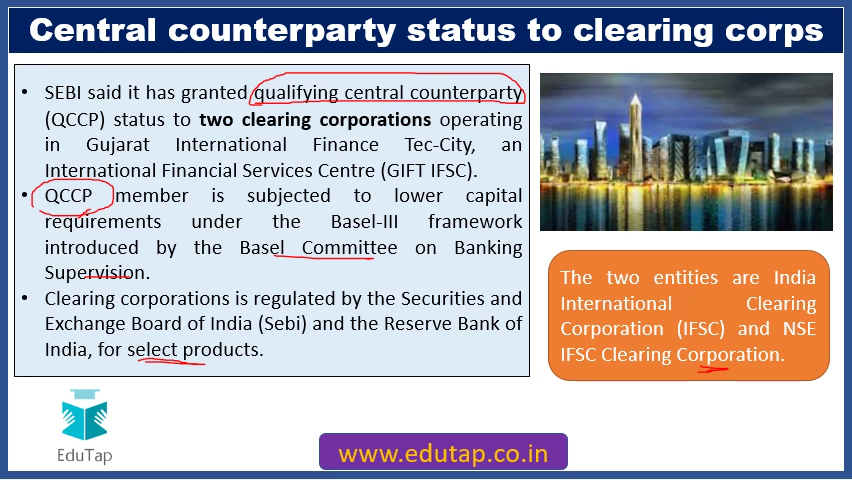 Central counterparty status to clearing corps
• SEBI said it has granted qualifying central counterparty
(QCCP) status to two clearing corporations operating
in Gujarat International Finance Tec-City, an
International Financial Services Centre (GIFT IFSC).
• QCCP member is subjected to lower capital
requirements under the Basel-III framework
introduced by the Basel Committee on Banking
Supervision.
• Clearing corporations is regulated by the Securities and
Exchange Board of India (Sebi) and the Reserve Bank of
India, for select products.
The two entities are India
International Clearing
Corporation (IFSC) and NSE
IFSC Clearing Corporation.
EduTap
www.edutap.co.in